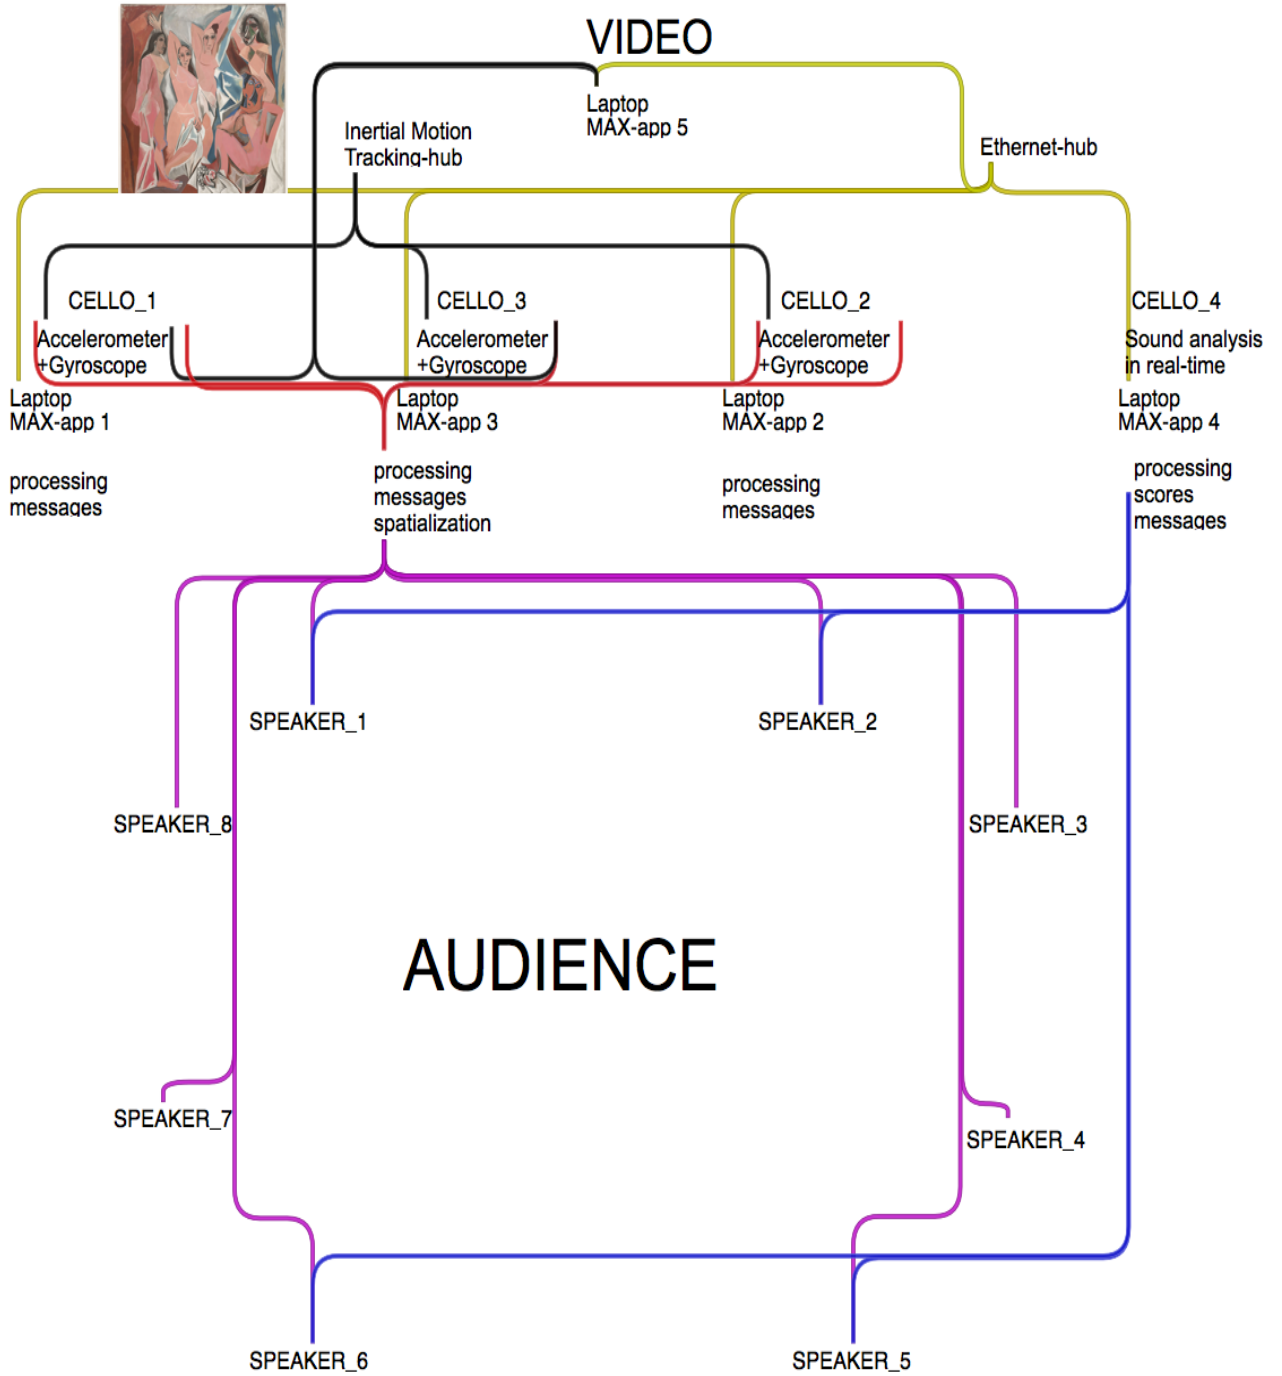 VIDEO
Laptop
MAX-app 5
Inertial Motion
Tracking-hub
Ethernet-hub
CELLO_1
Accelerometer
+Gyroscope
Laptop
MAX-app 1
processing
messages
CELLO_3
Accelerometer
+Gyroscope
Laptop
MAX-app 3
processing
messages
spatialization
CELLO_2
Accelerometer
+Gyroscope
Laptop
MAX-app 2
processing
messages
CELLO_4
Sound analysis
in real-time
Laptop
MAX-app 4
processing
scores
messages
SPEAKER_1
SPEAKER_2
SPEAKER_8
SPEAKER_3
AUDIENCE
SPEAKER_7
SPEAKER_4
SPEAKER_6
SPEAKER_5